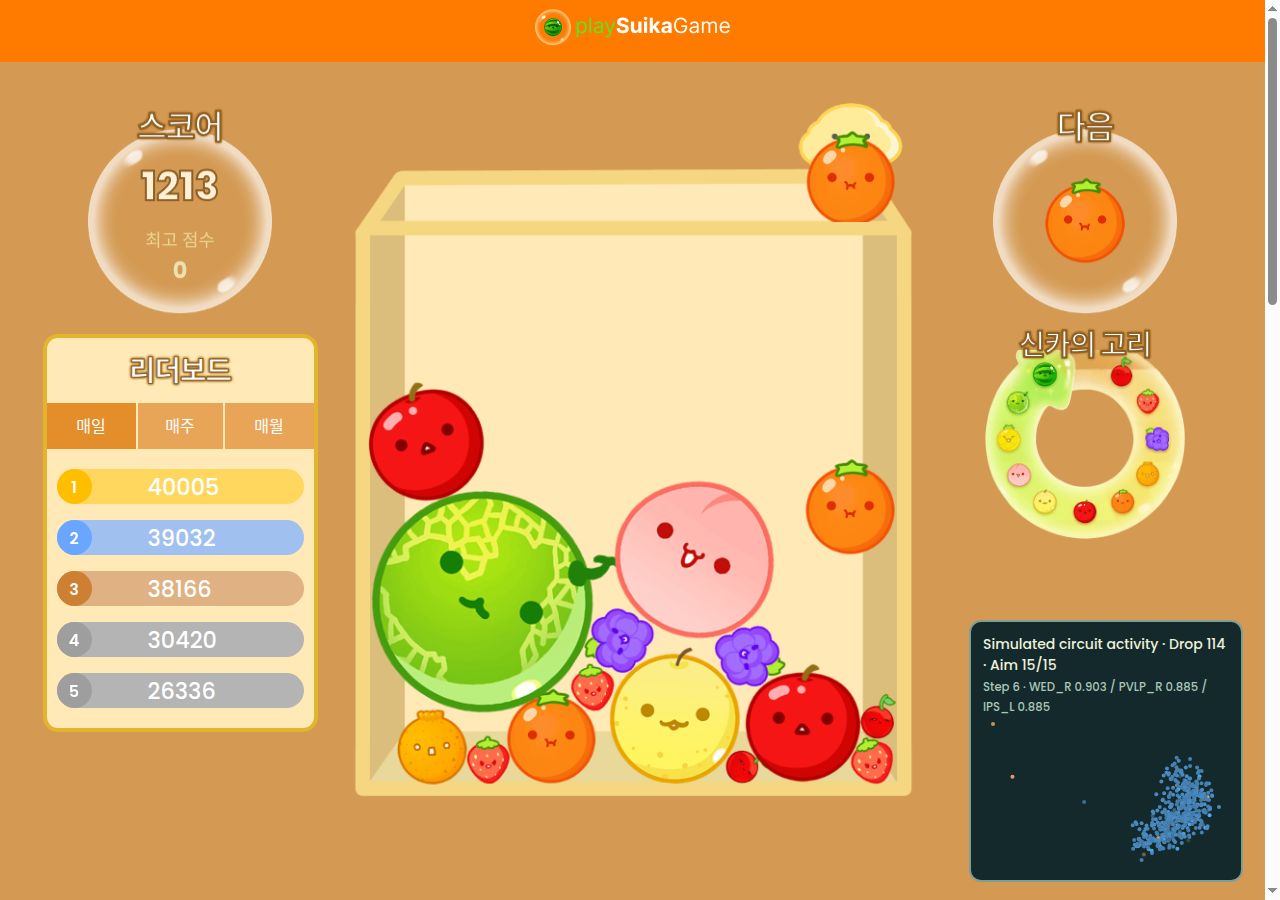 playSuikaGame
스코어
1213
최고 점수
0
다음
신카의 고리
리더보드
매일
매주
매월
1 40005
2 39032
3 38166
4 30420
5 26336
Simulated circuit activity · Drop 114
· Aim 15/15
Step 6 · WED_R 0.903 / PVLP_R 0.885 /
IPS_L 0.885